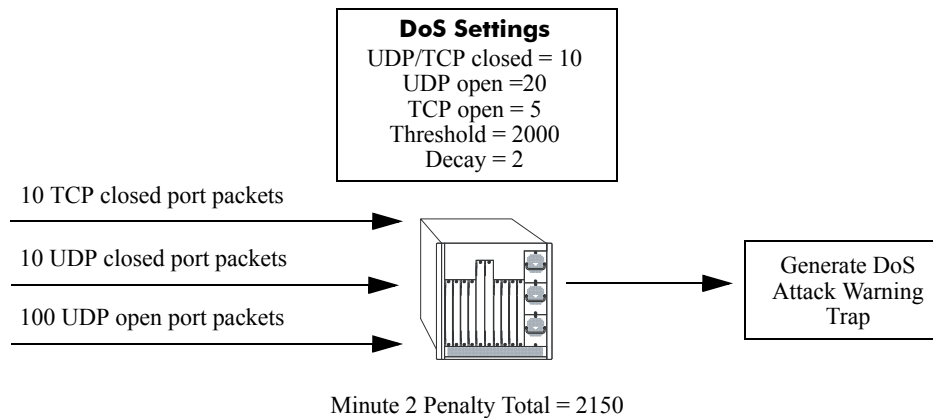 DoS Settings
UDP/TCP closed = 10
UDP open =20
TCP open = 5
Threshold = 2000
Decay = 2
10 TCP closed port packets
10 UDP closed port packets
100 UDP open port packets
Generate DoS
Attack Warning
Trap
Minute 2 Penalty Total = 2150